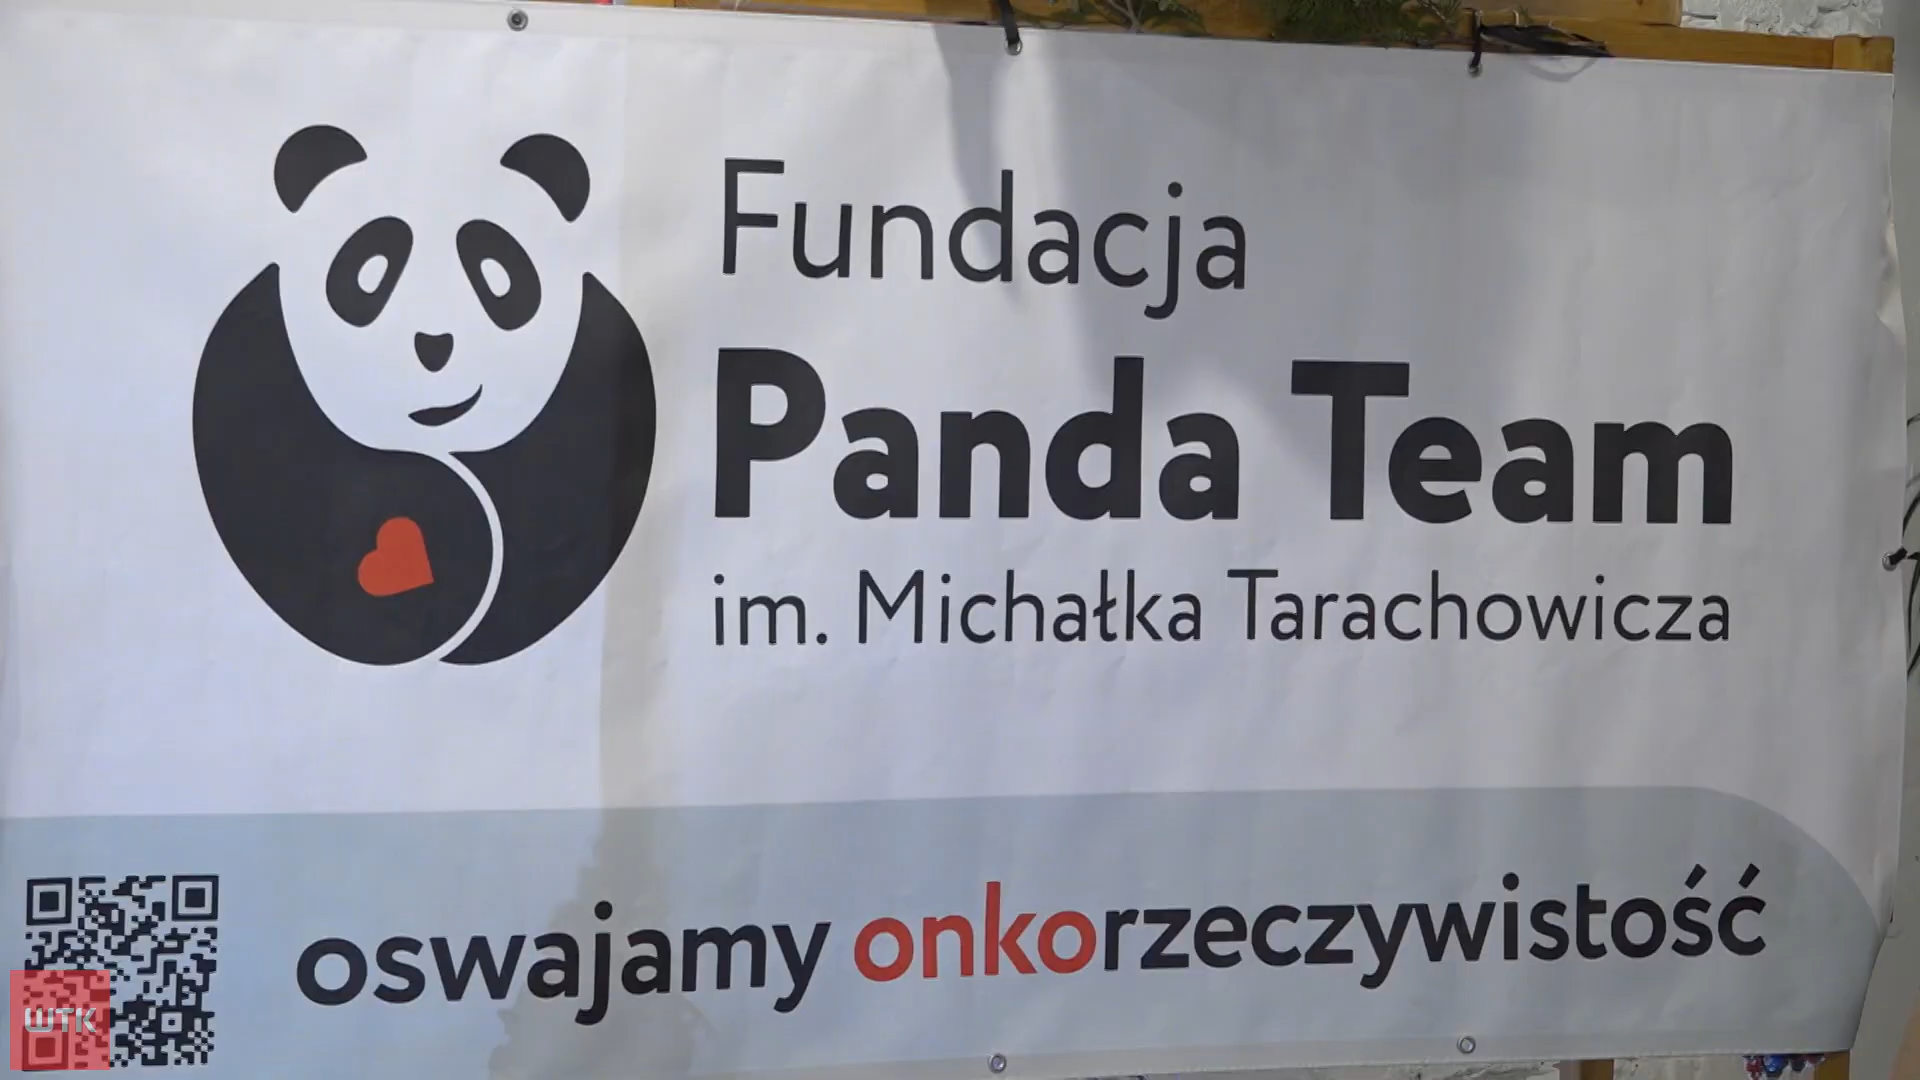 Fundacja
Panda Team
im. Michałka Tarachowicza
oswajamy onkorzeczywistość
WTK